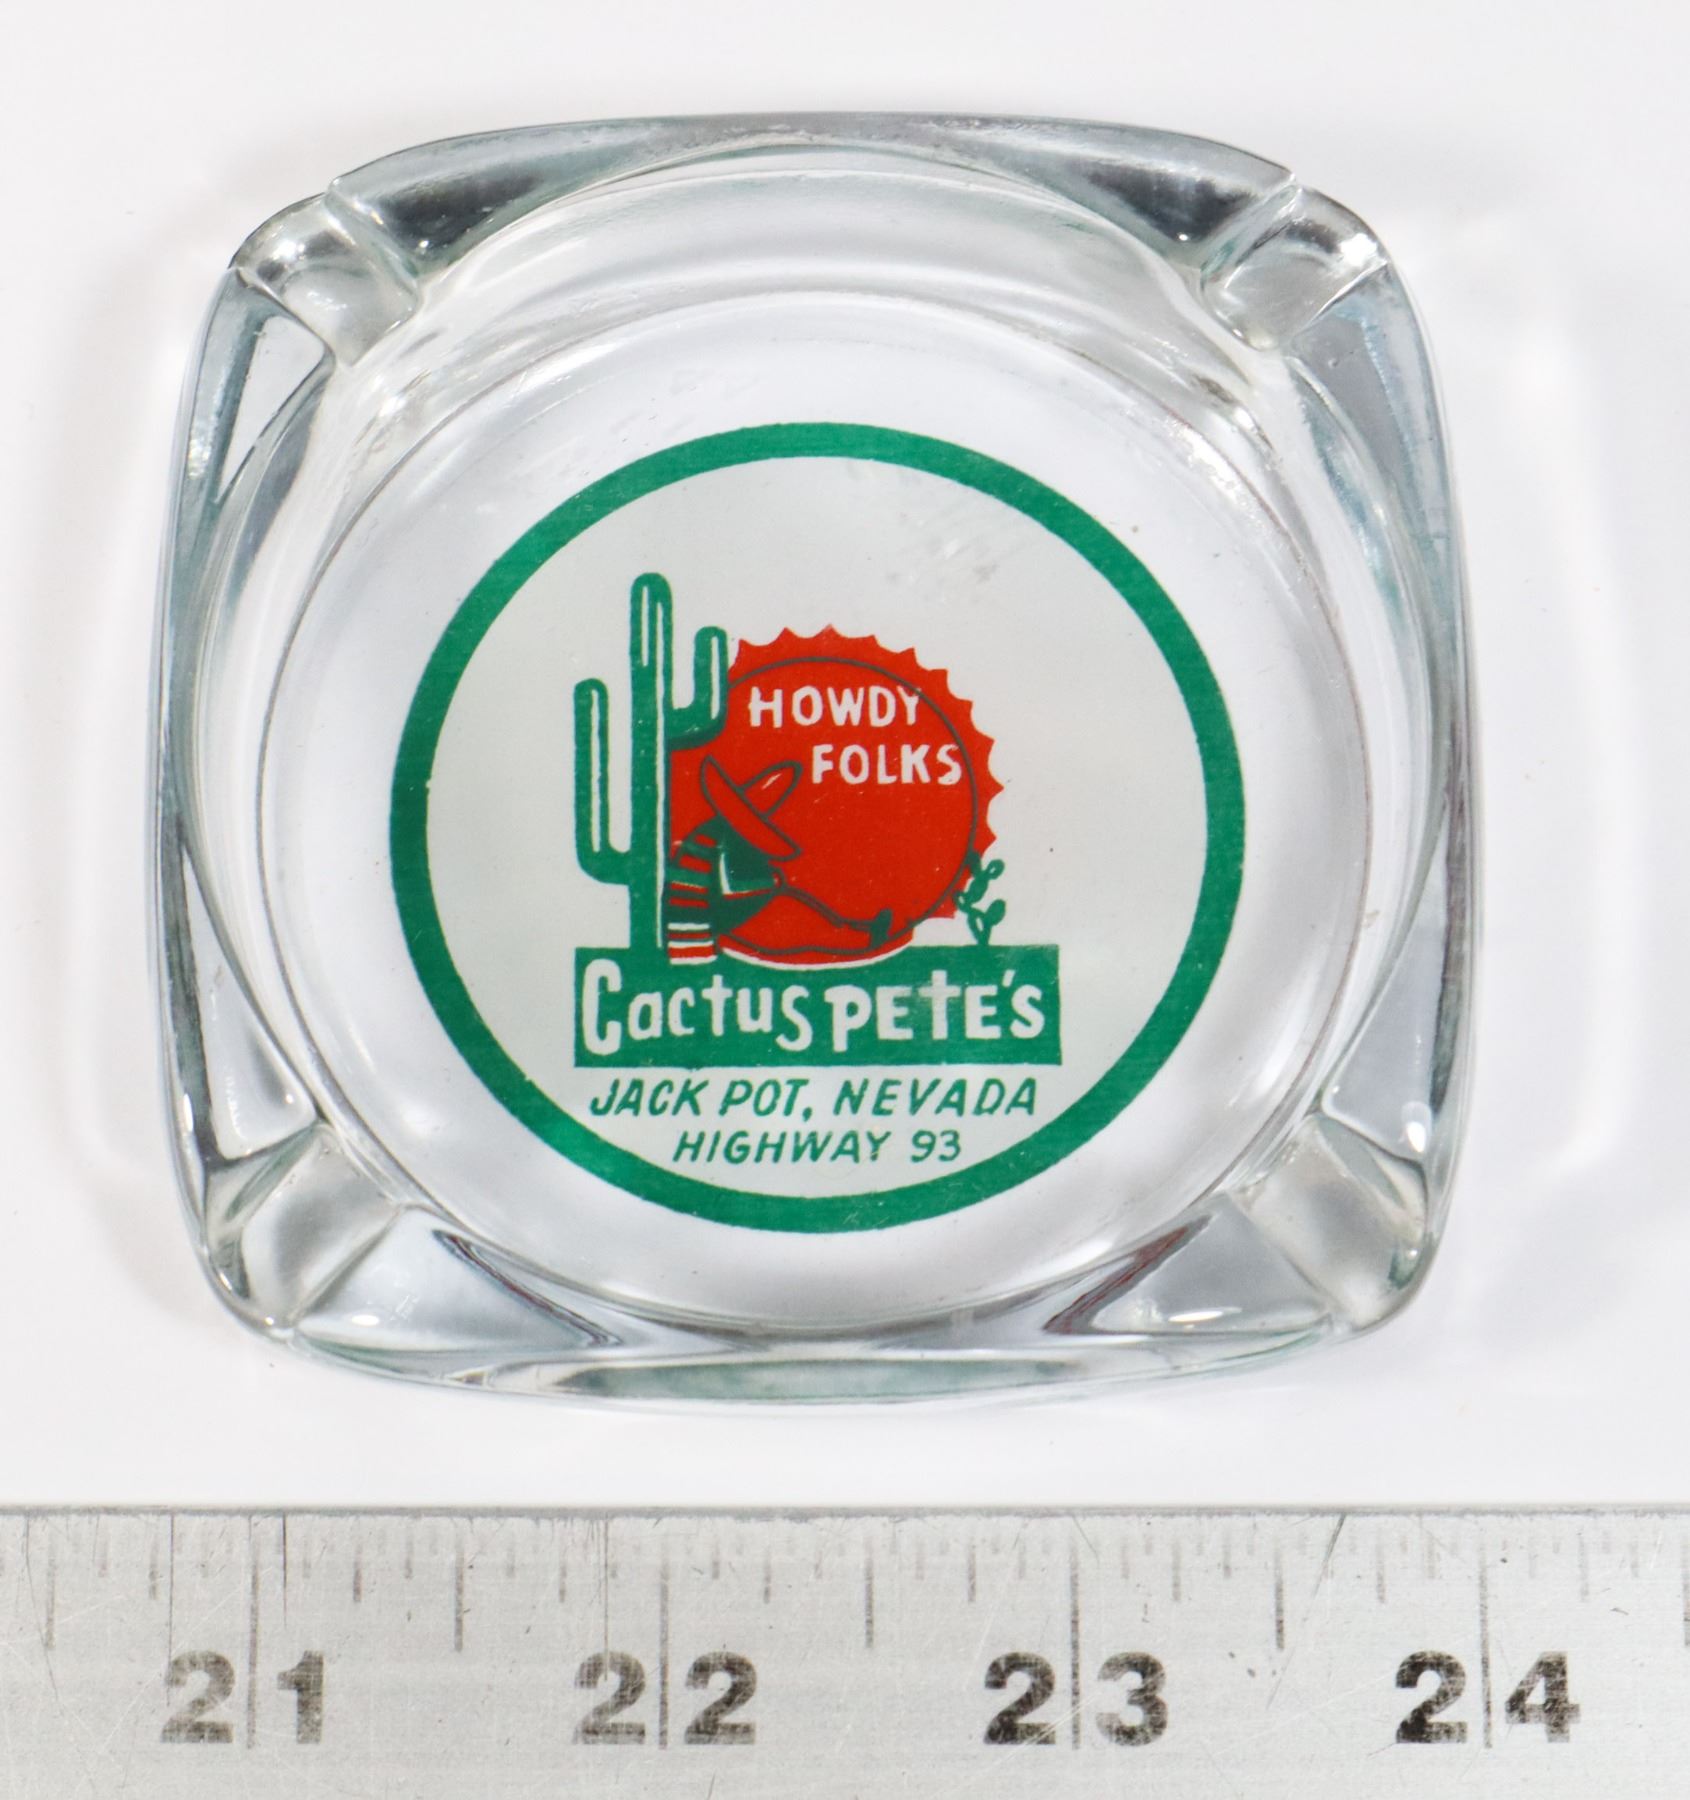 HOWDY
FOLKS
Cactus PETE'S
JACK POT, NEVADA
HIGHWAY 93
21 22 23 24